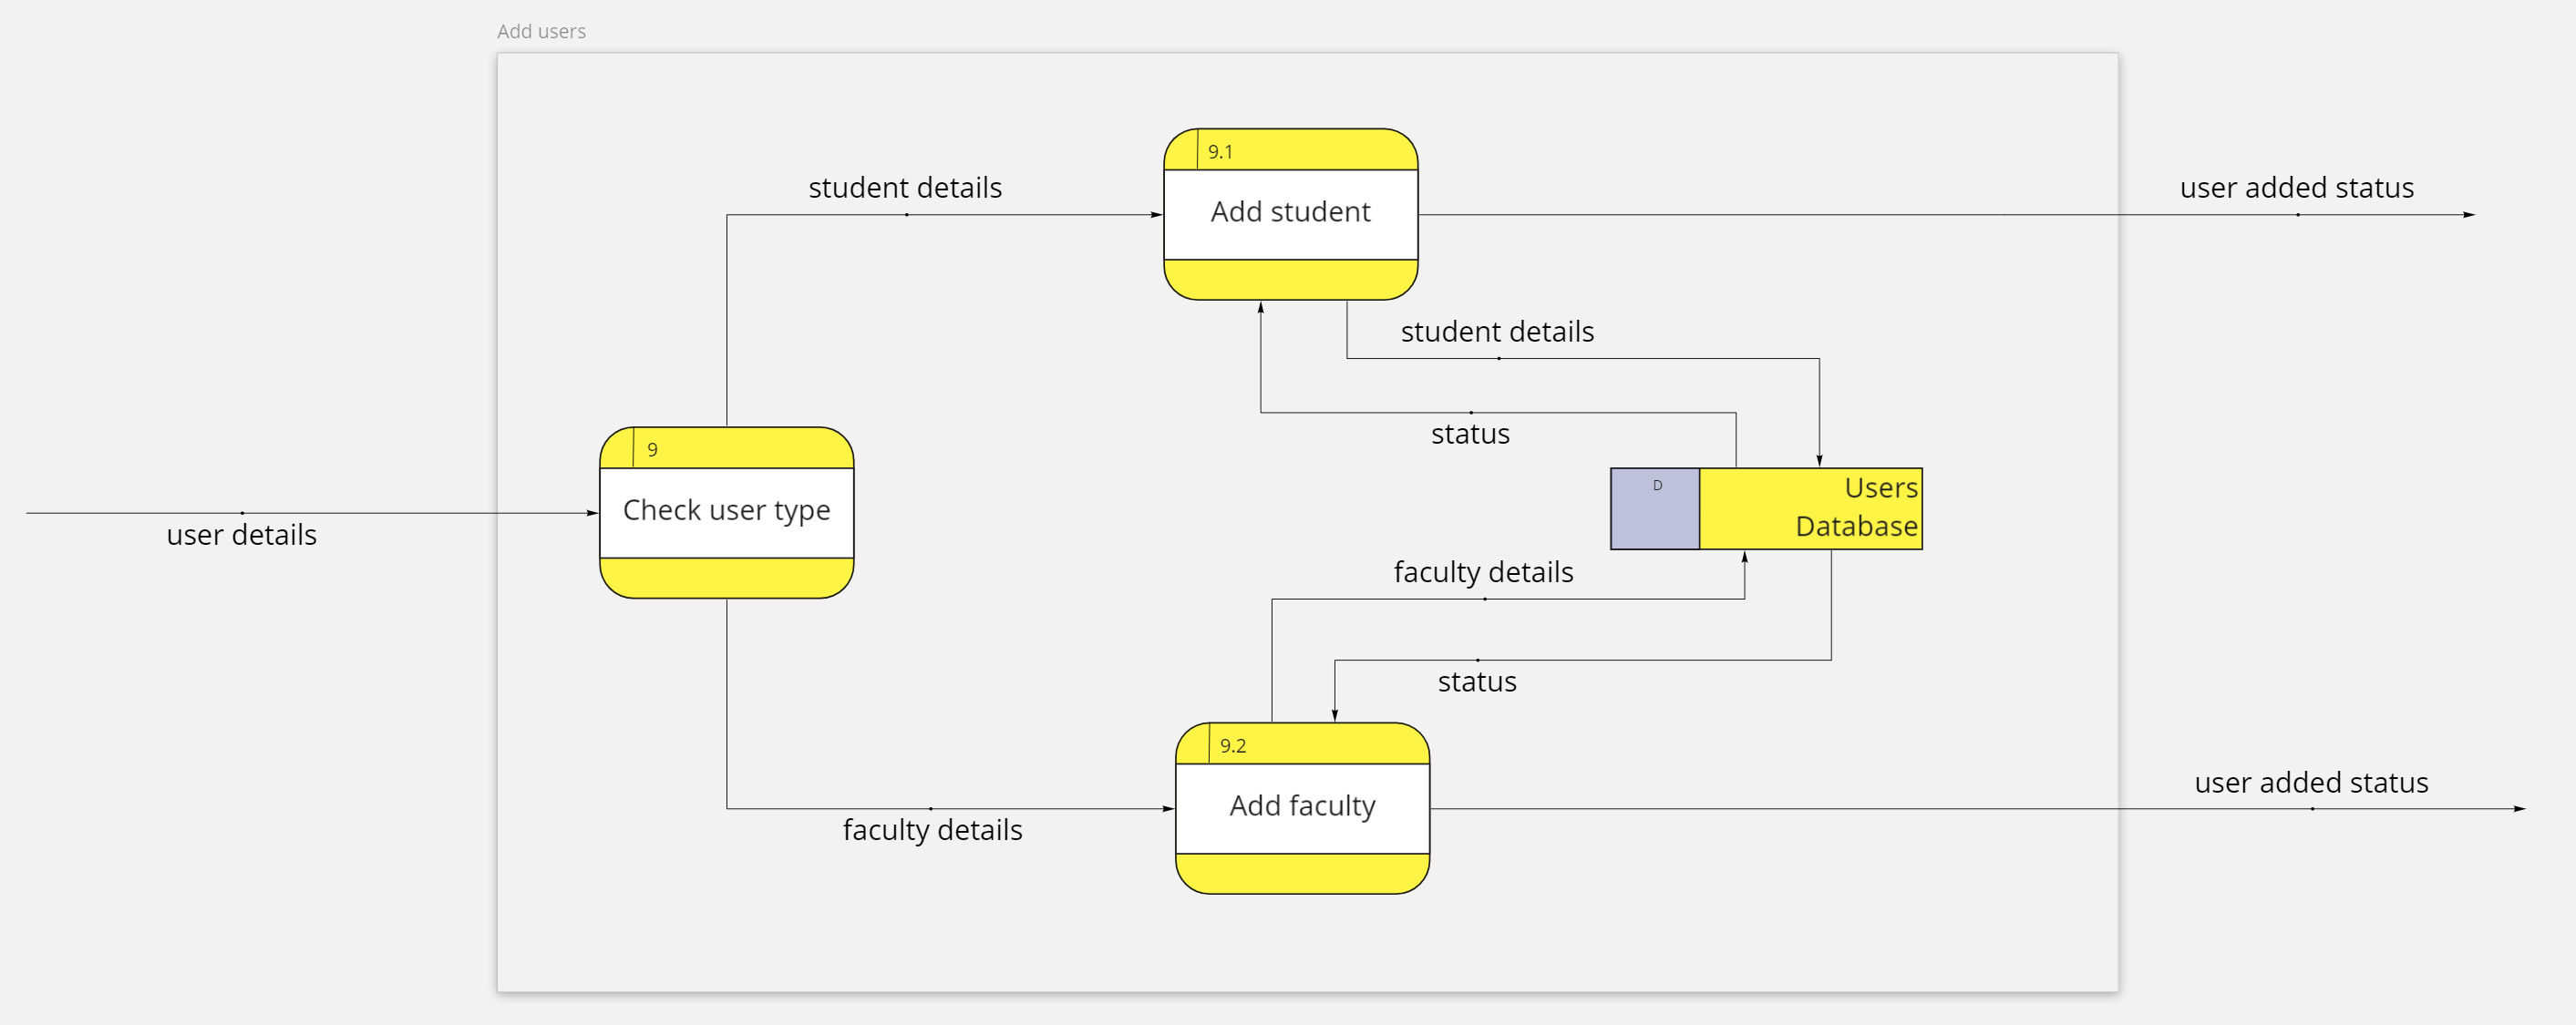 Add users
9.1
student details
Add student
user added status
student details
status
9
Check user type
user details
D
Users
Database
faculty details
status
9.2
Add faculty
user added status
faculty details